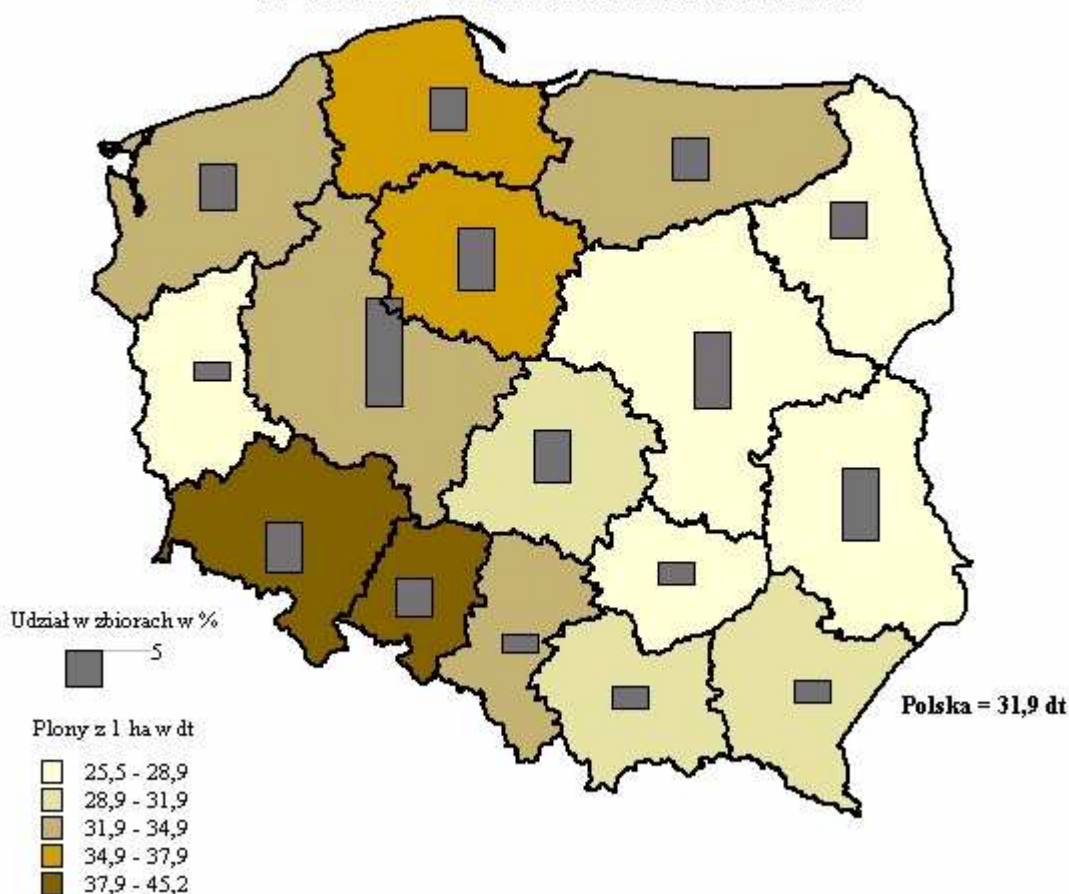 Udział w zbiorach w %
5
Polska = 31,9 dt
Plony z 1 ha w dt
25,5 - 28,9
28,9 - 31,9
31,9 - 34,9
34,9 - 37,9
37,9 - 45,2